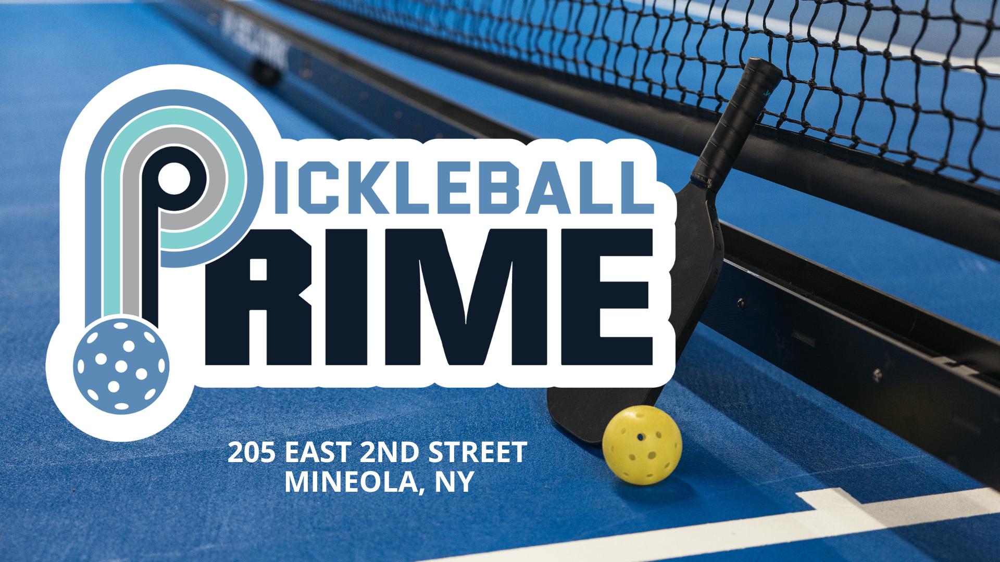 PICKLEBALL
PRIME
205 EAST 2ND STREET
MINEOLA, NY